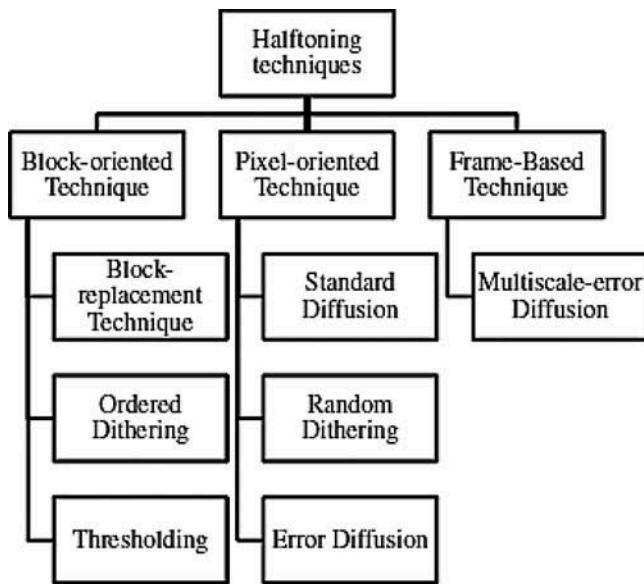 Halftoning
techniques
Block-oriented
Technique
Pixel-oriented
Technique
Frame-Based
Technique
Block-
replacement
Technique
Standard
Diffusion
Multiscale-error
Diffusion
Ordered
Dithering
Random
Dithering
Thresholding
Error Diffusion